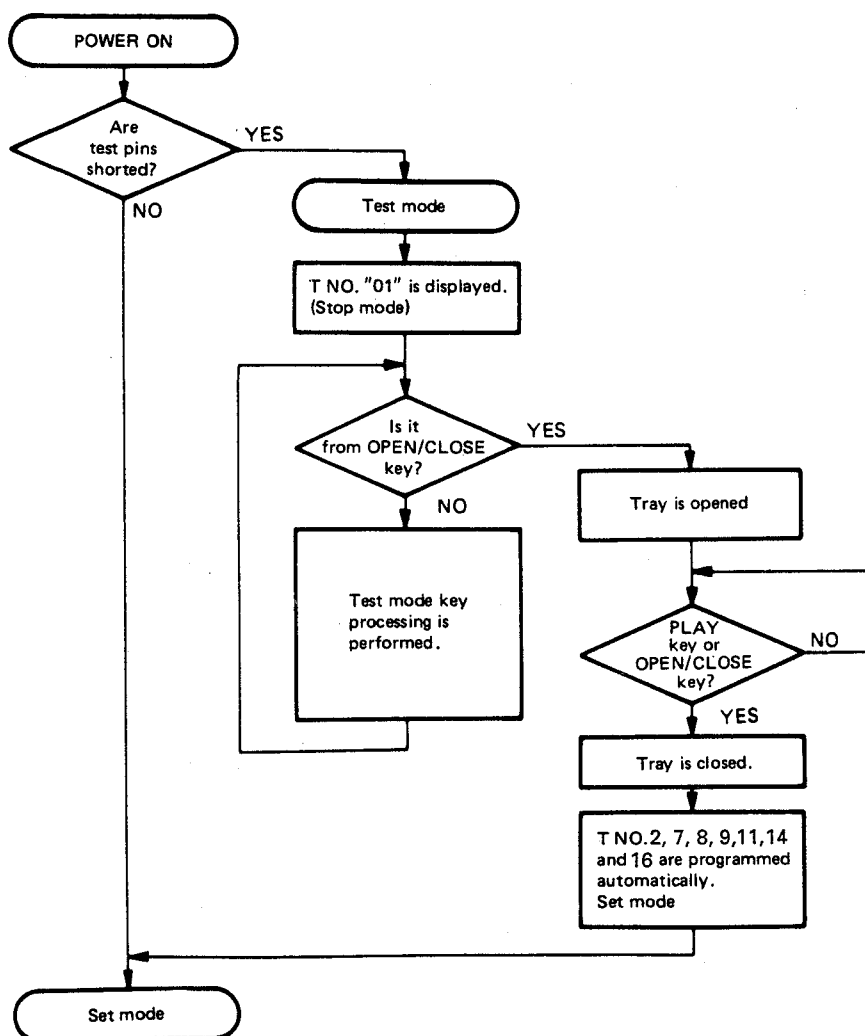 POWER ON
Are
test pins
shorted?
YES
NO
Test mode
T NO. "01" is displayed.
(Stop mode)
Is it
from OPEN/CLOSE
key?
YES
NO
Tray is opened
Test mode key
processing is
performed.
PLAY
key or
OPEN/CLOSE
key?
NO
YES
Tray is closed.
T NO.2, 7, 8, 9,11,14
and 16 are programmed
automatically.
Set mode
Set mode